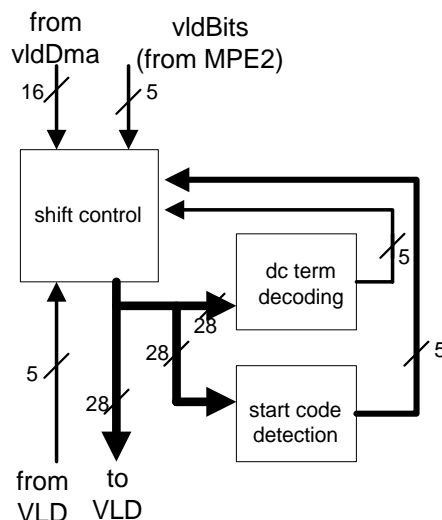 from
vldDma
vldBits
(from MPE2)
16
5
shift control
dc term
decoding
5
28
28
5
5
28
start code
detection
from
VLD
to
VLD